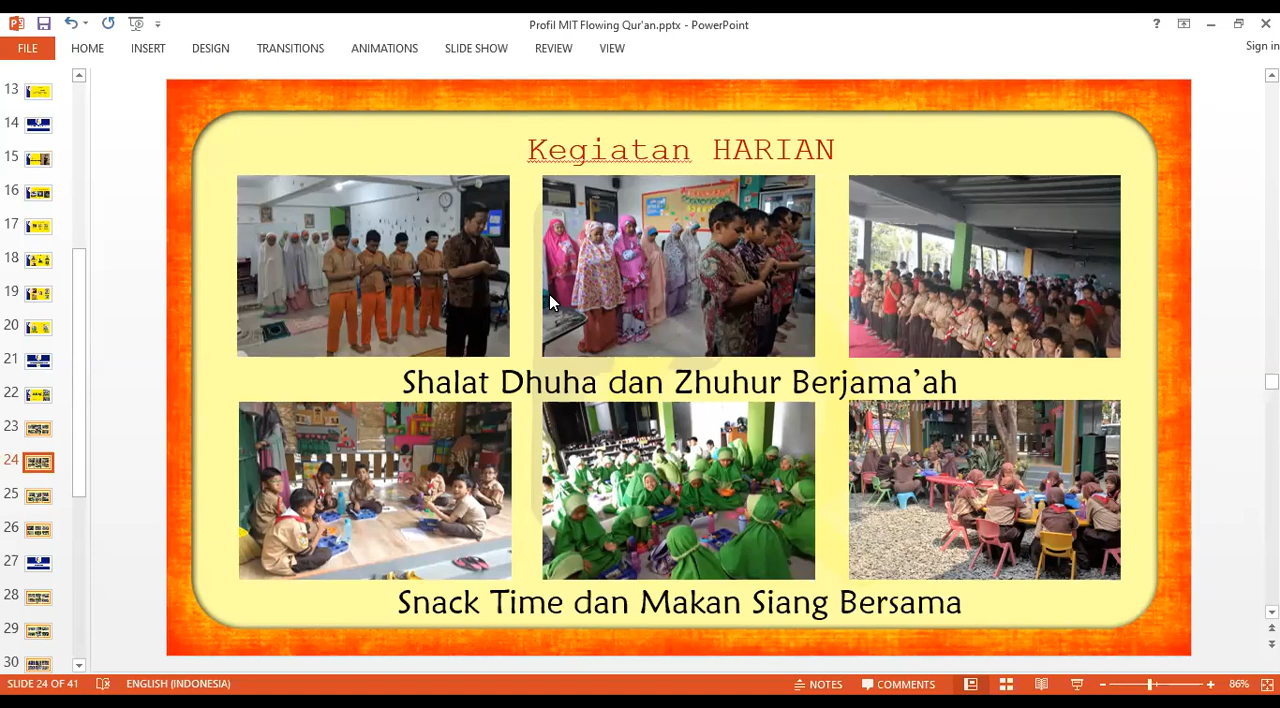 Profil MIT Flowing Qur'an.pptx - PowerPoint
?
Sign in
FILE HOME INSERT DESIGN TRANSITIONS ANIMATIONS SLIDE SHOW REVIEW VIEW
13
14
15
16
17
18
19
20
21
22
23
24
25
26
27
28
29
30
Kegiatan HARIAN
Shalat Dhuha dan Zhuhur Berjama’ah
Snack Time dan Makan Siang Bersama
SLIDE 24 OF 41 ENGLISH (INDONESIA) NOTES COMMENTS 86%